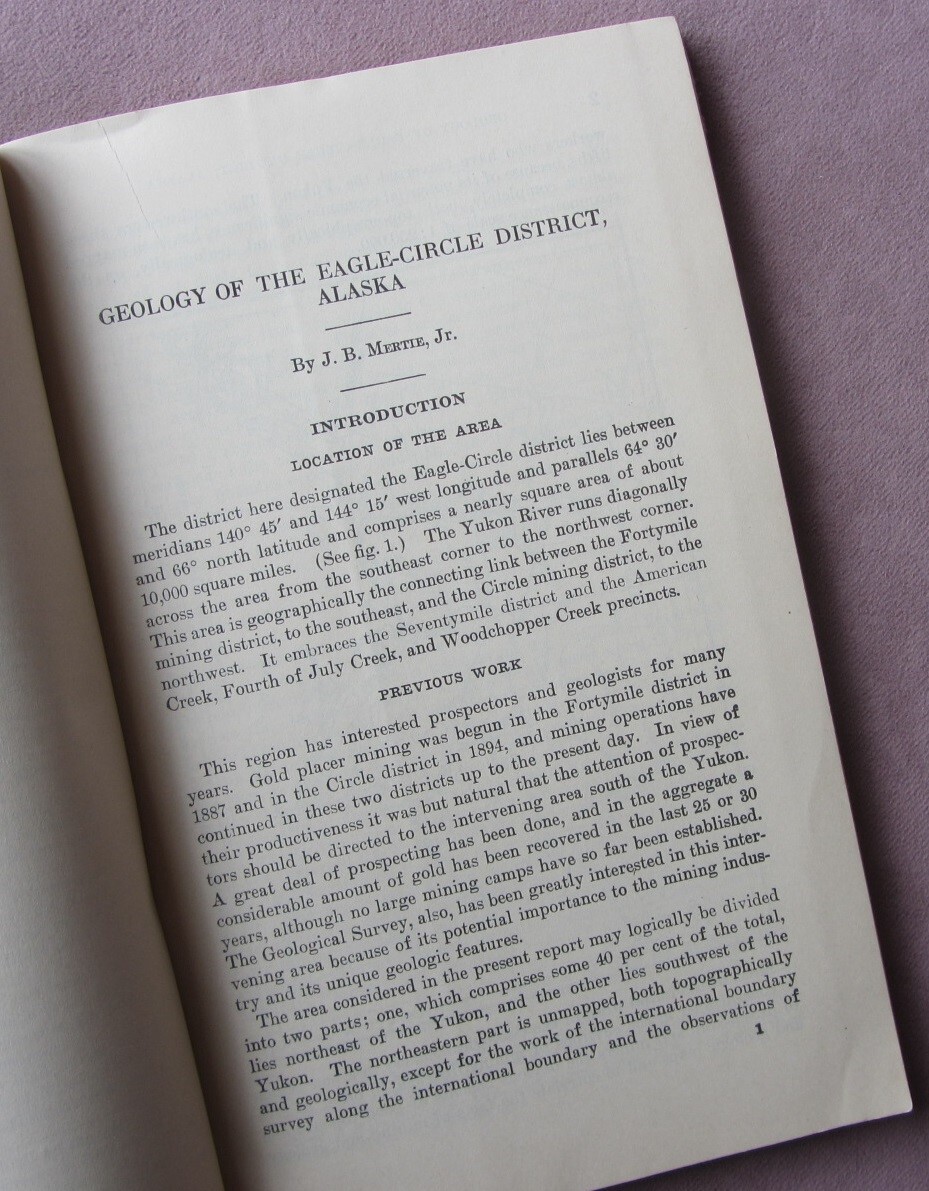 GEOLOGY OF THE EAGLE-CIRCLE DISTRICT,
ALASKA
By J. B. MERTIE, Jr.
INTRODUCTION
LOCATION OF THE AREA
The district here designated the Eagle-Circle district lies between
meridians 140° 45′ and 144° 15′ west longitude and parallels 64° 30′
and 66° north latitude and comprises a nearly square area of about
10,000 square miles. (See fig. 1.) The Yukon River runs diagonally
across the area from the southeast corner to the northwest corner.
This area is geographically the connecting link between the Fortymile
mining district, to the southeast, and the Circle mining district, to the
northwest. It embraces the Seventymile district and the American
Creek, Fourth of July Creek, and Woodchopper Creek precincts.
PREVIOUS WORK
This region has interested prospectors and geologists for many
years. Gold placer mining was begun in the Fortymile district in
1887 and in the Circle district in 1894, and mining operations have
continued in these two districts up to the present day. In view of
their productiveness it was but natural that the attention of prospec-
tors should be directed to the intervening area south of the Yukon.
A great deal of prospecting has been done, and in the aggregate a
considerable amount of gold has been recovered in the last 25 or 30
years, although no large mining camps have so far been established.
The Geological Survey, also, has been greatly interested in this inter-
vening area because of its potential importance to the mining indus-
try and its unique geologic features.
The area considered in the present report may logically be divided
into two parts; one, which comprises some 40 per cent of the total,
lies northeast of the Yukon, and the other lies southwest of the
Yukon. The northeastern part is unmapped, both topographically
and geologically, except for the work of the international boundary
survey along the international boundary and the observations of
1